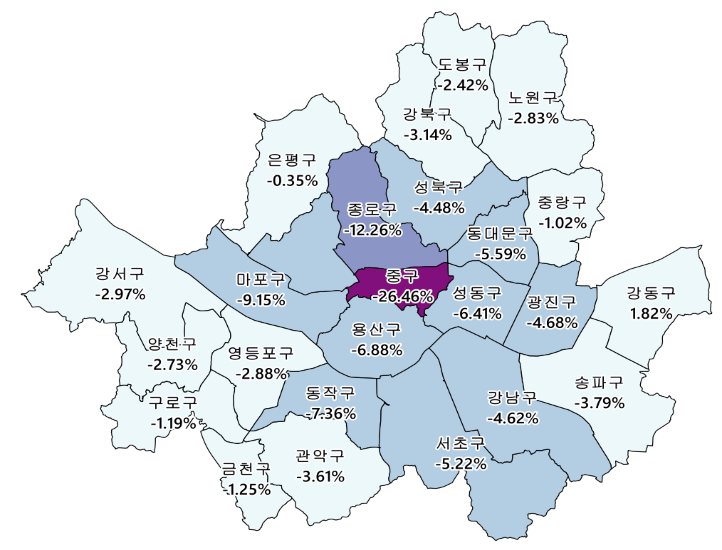 도봉구
-2.42%
노원구
-2.83%
강북구
-3.14%
은평구
-0.35%
성북구
-4.48%
중랑구
-1.02%
종로구
-12.26%
동대문구
-5.59%
강서구
-2.97%
마포구
-9.15%
중구
-26.46%
성동구
-6.41%
광진구
-4.68%
강동구
1.82%
양천구
-2.73%
영등포구
-2.88%
용산구
-6.88%
송파구
-3.79%
구로구
-1.19%
동작구
-7.36%
강남구
-4.62%
서초구
-5.22%
금천구
-1.25%
관악구
-3.61%